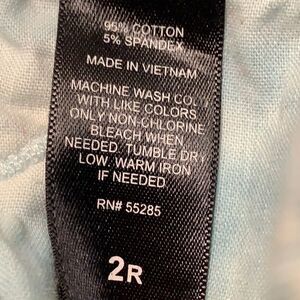 95% COTTON
5% SPANDEX
MADE IN VIETNAM
MACHINE WASH COL
WITH LIKE COLORS
ONLY NON-CHLORINE
BLEACH WHEN
NEEDED. TUMBLE DRY
LOW. WARM IRON
IF NEEDED
RN# 55285
2R